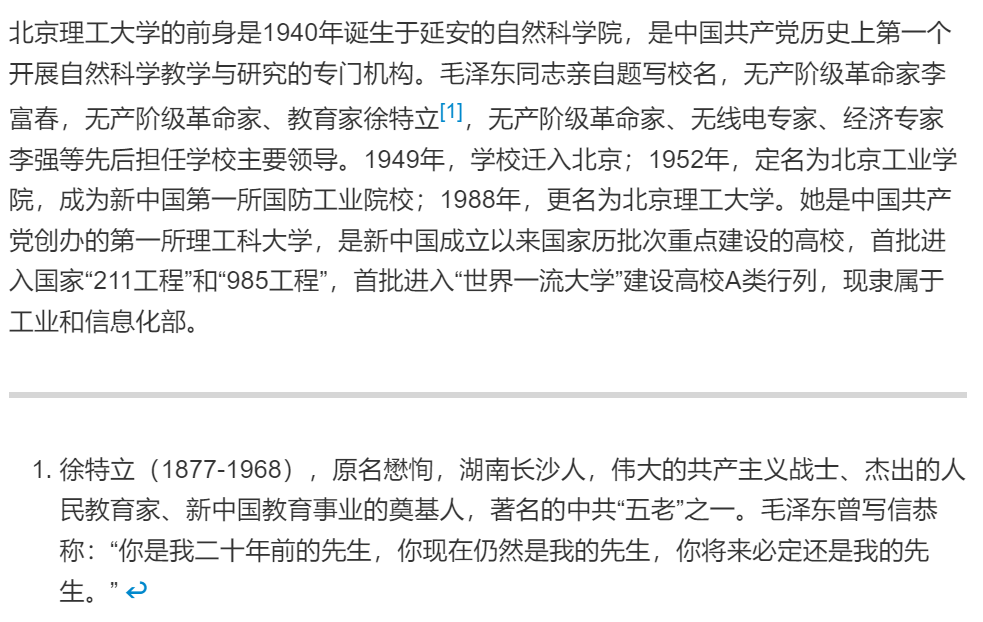 北京理工大学的前身是1940年诞生于延安的自然科学院，是中国共产党历史上第一个
开展自然科学教学与研究的专门机构。毛泽东同志亲自题写校名，无产阶级革命家李
富春，无产阶级革命家、教育家徐特立[1]，无产阶级革命家、无线电专家、经济专家
李强等先后担任学校主要领导。1949年，学校迁入北京；1952年，定名为北京工业学
院，成为新中国第一所国防工业院校；1988年，更名为北京理工大学。她是中国共产
党创办的第一所理工科大学，是新中国成立以来国家历批次重点建设的高校，首批进
入国家“211工程”和“985工程”，首批进入“世界一流大学”建设高校A类行列，现隶属于
工业和信息化部。
1. 徐特立（1877-1968），原名懋恂，湖南长沙人，伟大的共产主义战士、杰出的人
民教育家、新中国教育事业的奠基人，著名的中共“五老”之一。毛泽东曾写信恭
称：“你是我二十年前的先生，你现在仍然是我的先生，你将来必定还是我的先
生。” ↩